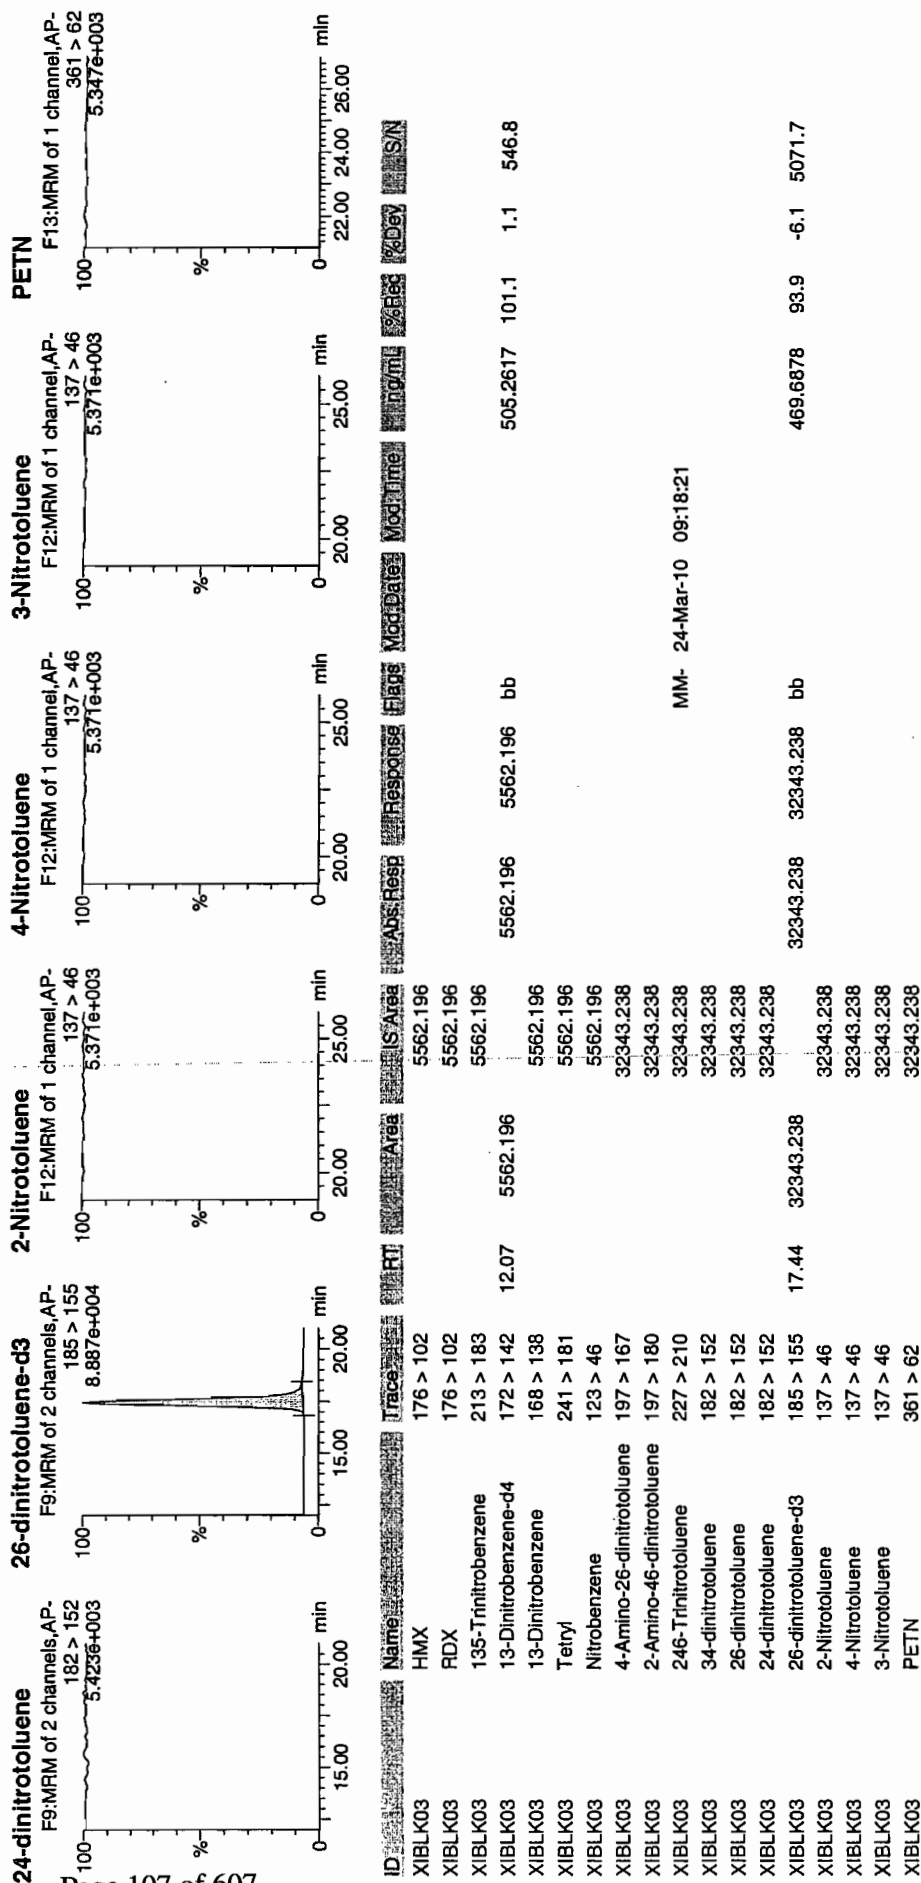 24-dinitrotoluene
F9:MRM of 2 channels,AP-
182 > 152
5.423e+003
100
%
0
15.00 20.00 min
26-dinitrotoluene-d3
F9:MRM of 2 channels,AP-
185 > 155
8.887e+004
100
%
0
15.00 20.00 min
2-Nitrotoluene
F12:MRM of 1 channel,AP-
137 > 46
5.371e+003
100
%
0
20.00 25.00 min
4-Nitrotoluene
F12:MRM of 1 channel,AP-
137 > 46
5.371e+003
100
%
0
20.00 25.00 min
3-Nitrotoluene
F12:MRM of 1 channel,AP-
137 > 46
5.371e+003
100
%
0
20.00 25.00 min
PETN
F13:MRM of 1 channel,AP-
361 > 62
5.347e+003
100
%
0
22.00 24.00 26.00 min
ID Name Trace RT Area IS Area Abs.Resp Response Flags Mod.Date Mod.Time ng/mL %Rec %Dev S/N
XIBLK03 HMX 176 > 102 5562.196
XIBLK03 RDX 176 > 102 5562.196
XIBLK03 135-Trinitrobenzene 213 > 183 5562.196
XIBLK03 13-Dinitrobenzene-d4 172 > 142 12.07 5562.196 5562.196 5562.196 bb 505.2617 101.1 1.1 546.8
XIBLK03 13-Dinitrobenzene 168 > 138 5562.196
XIBLK03 Tetryl 241 > 181 5562.196
XIBLK03 Nitrobenzene 123 > 46 5562.196
XIBLK03 4-Amino-26-dinitrotoluene 197 > 167 32343.238
XIBLK03 2-Amino-46-dinitrotoluene 197 > 180 32343.238
XIBLK03 246-Trinitrotoluene 227 > 210 32343.238 MM- 24-Mar-10 09:18:21
XIBLK03 34-dinitrotoluene 182 > 152 32343.238
XIBLK03 26-dinitrotoluene 182 > 152 32343.238
XIBLK03 24-dinitrotoluene 182 > 152 32343.238
XIBLK03 26-dinitrotoluene-d3 185 > 155 17.44 32343.238 32343.238 32343.238 bb 469.6878 93.9 -6.1 5071.7
XIBLK03 2-Nitrotoluene 137 > 46 32343.238
XIBLK03 4-Nitrotoluene 137 > 46 32343.238
XIBLK03 3-Nitrotoluene 137 > 46 32343.238
XIBLK03 PETN 361 > 62 32343.238
Page 107 of 607